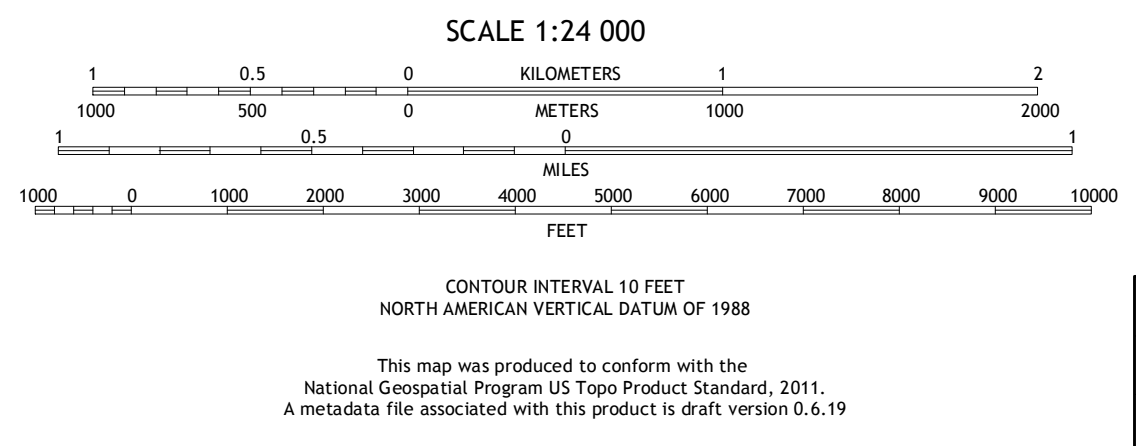 SCALE 1:24 000
1 0.5 0 KILOMETERS 1 2
1000 500 0 METERS 1000 2000
1 0.5 0 1
MILES
1000 0 1000 2000 3000 4000 5000 6000 7000 8000 9000 10000
FEET
CONTOUR INTERVAL 10 FEET
NORTH AMERICAN VERTICAL DATUM OF 1988
This map was produced to conform with the
National Geospatial Program US Topo Product Standard, 2011.
A metadata file associated with this product is draft version 0.6.19